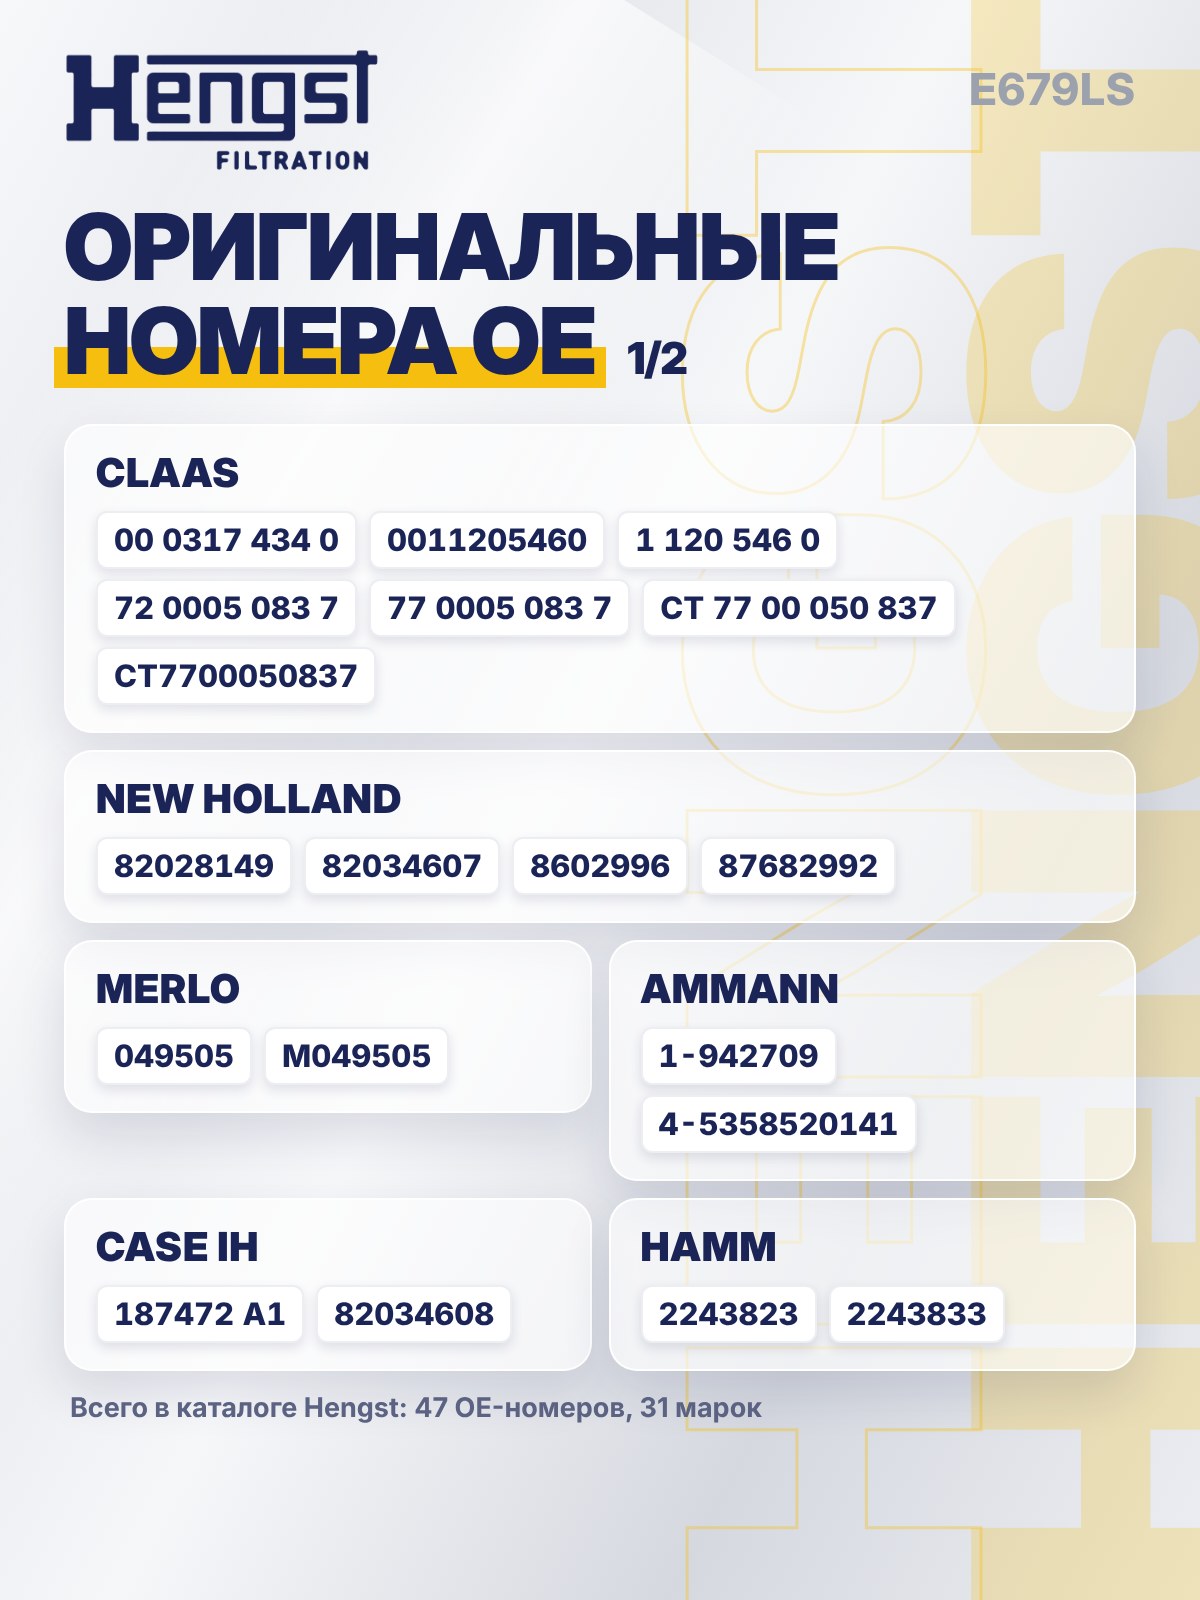 Hengst
FILTRATION
E679LS
ОРИГИНАЛЬНЫЕ
НОМЕРА OE 1/2
CLAAS
00 0317 434 0 0011205460 1 120 546 0
72 0005 083 7 77 0005 083 7 CT 77 00 050 837
CT7700050837
NEW HOLLAND
82028149 82034607 8602996 87682992
MERLO
049505 M049505
AMMANN
1-942709
4-5358520141
CASE IH
187472 A1 82034608
HAMM
2243823 2243833
Всего в каталоге Hengst: 47 OE-номеров, 31 марок
HENGST
HENGST